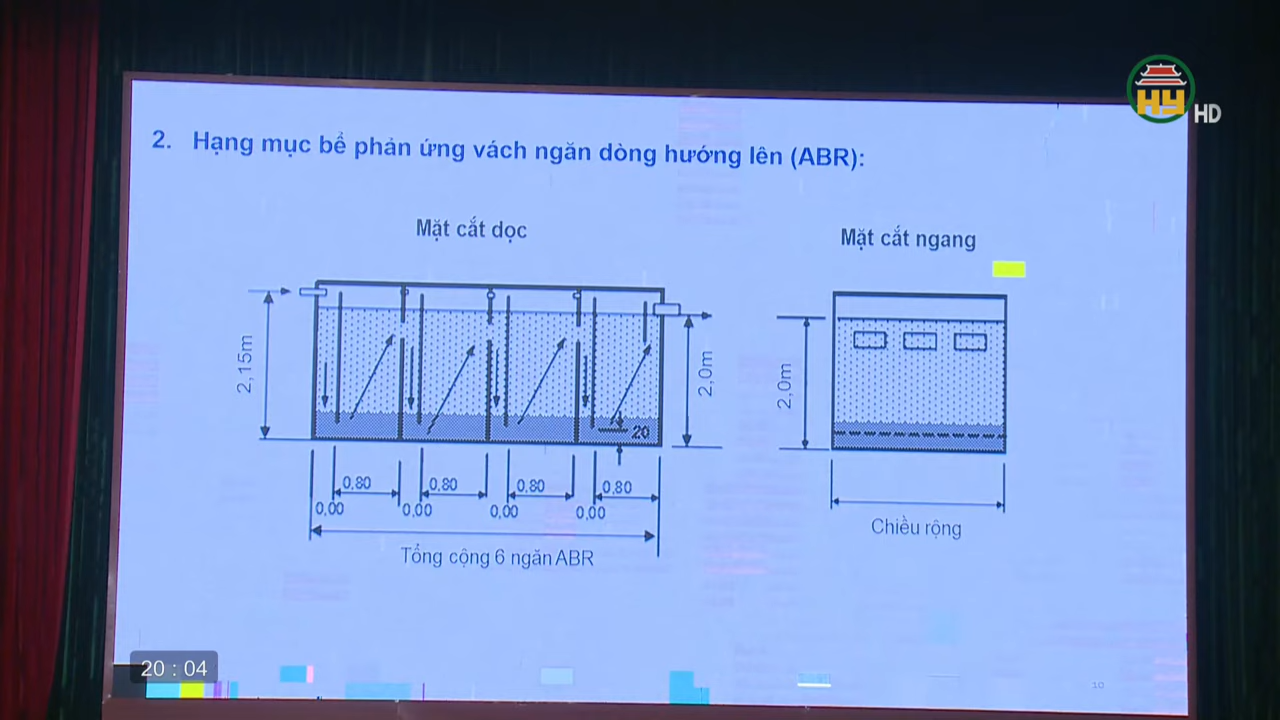 HY HD
2. Hạng mục bể phản ứng vách ngăn dòng hướng lên (ABR):
Mặt cắt dọc
Mặt cắt ngang
2,15m
2,0m
2,0m
20
0,80 0,80 0,80 0,80
0,00 0,00 0,00 0,00
Tổng cộng 6 ngăn ABR
Chiều rộng
20 : 04
10